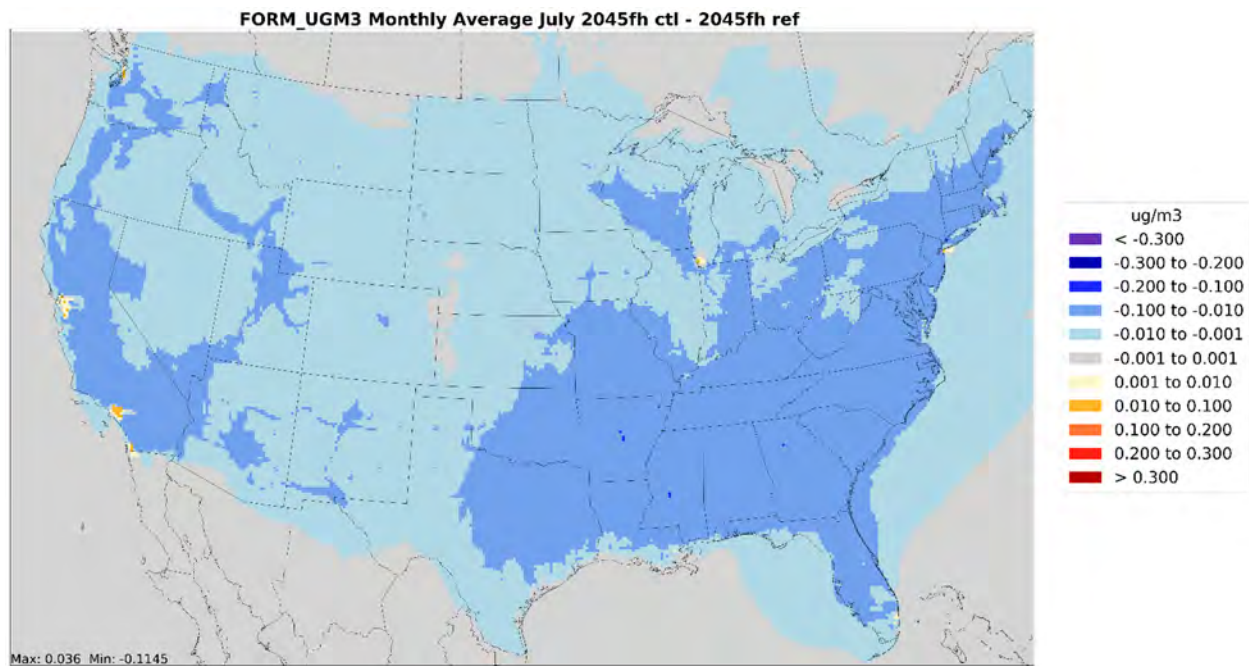 FORM_UGM3 Monthly Average July 2045fh ctl - 2045fh ref
ug/m3
< -0.300
-0.300 to -0.200
-0.200 to -0.100
-0.100 to -0.010
-0.010 to -0.001
-0.001 to 0.001
0.001 to 0.010
0.010 to 0.100
0.100 to 0.200
0.200 to 0.300
> 0.300
Max: 0.036 Min: -0.1145